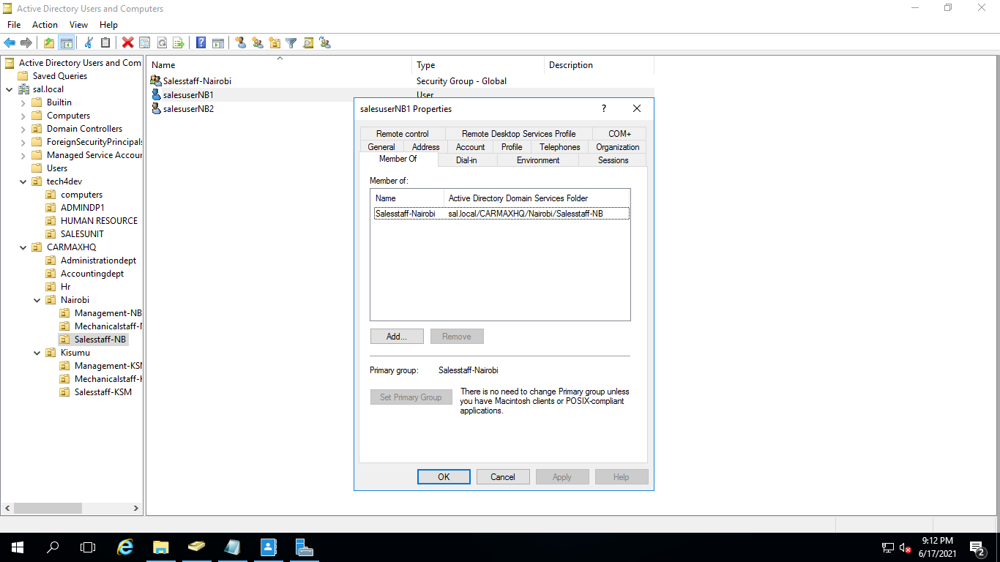 Active Directory Users and Computers
File Action View Help
Active Directory Users and Com
Saved Queries
sal.local
Builtin
Computers
Domain Controllers
ForeignSecurityPrincipals
Managed Service Accour
Users
tech4dev
computers
ADMINDP1
HUMAN RESOURCE
SALESUNIT
CARMAXHQ
Administrationdept
Accountingdept
Hr
Nairobi
Management-NB
Mechanicalstaff-N
Salesstaff-NB
Kisumu
Management-KSM
Mechanicalstaff-K
Salesstaff-KSM
Name Type Description
Salesstaff-Nairobi Security Group - Global
salesuserNB1 User
salesuserNB2
salesuserNB1 Properties ?
Remote control Remote Desktop Services Profile COM+
General Address Account Profile Telephones Organization
Member Of Dial-in Environment Sessions
Member of:
Name Active Directory Domain Services Folder
Salesstaff-Nairobi sal.local/CARMAXHQ/Nairobi/Salesstaff-NB
Add... Remove
Primary group: Salesstaff-Nairobi
Set Primary Group
There is no need to change Primary group unless
you have Macintosh clients or POSIX-compliant
applications.
OK Cancel Apply Help
9:12 PM
6/17/2021
2